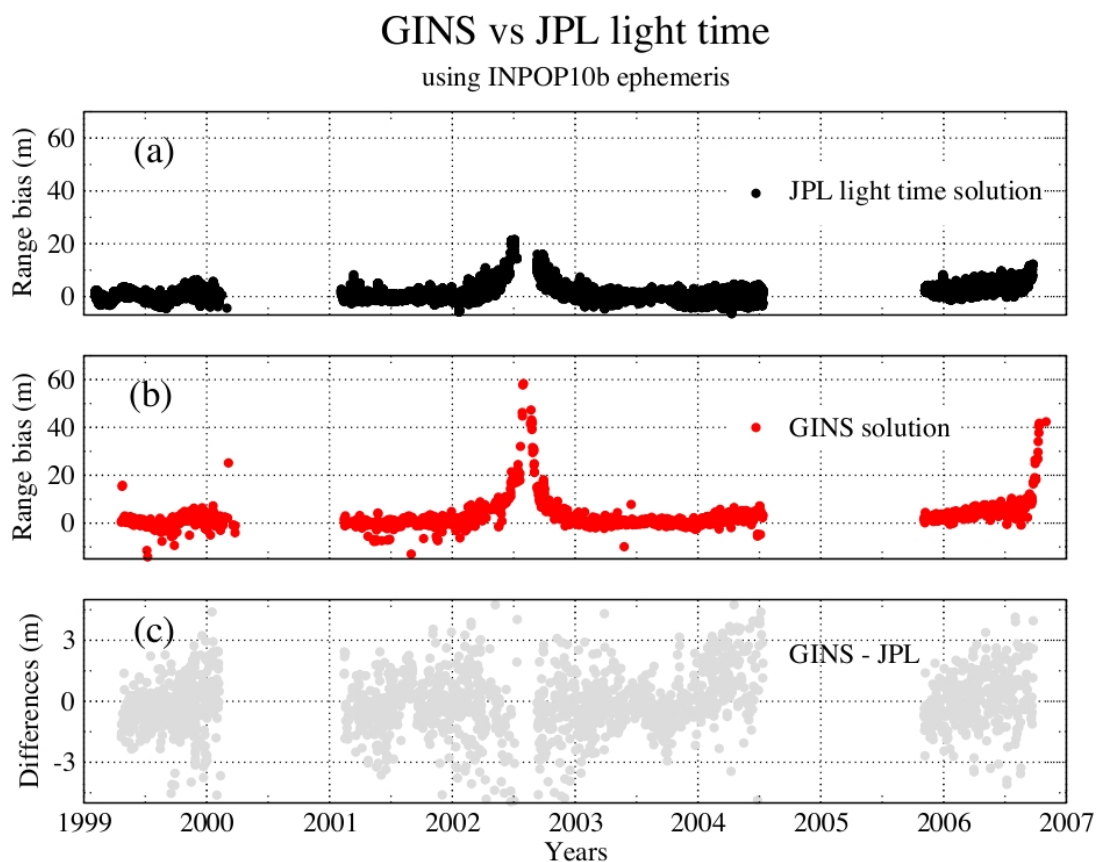 GINS vs JPL light time
using INPOP10b ephemeris
Range bias (m)
60
40
20
0
(a)
JPL light time solution
Range bias (m)
60
40
20
0
(b)
GINS solution
Differences (m)
3
0
-3
(c)
GINS - JPL
1999 2000 2001 2002 2003 2004 2005 2006 2007
Years